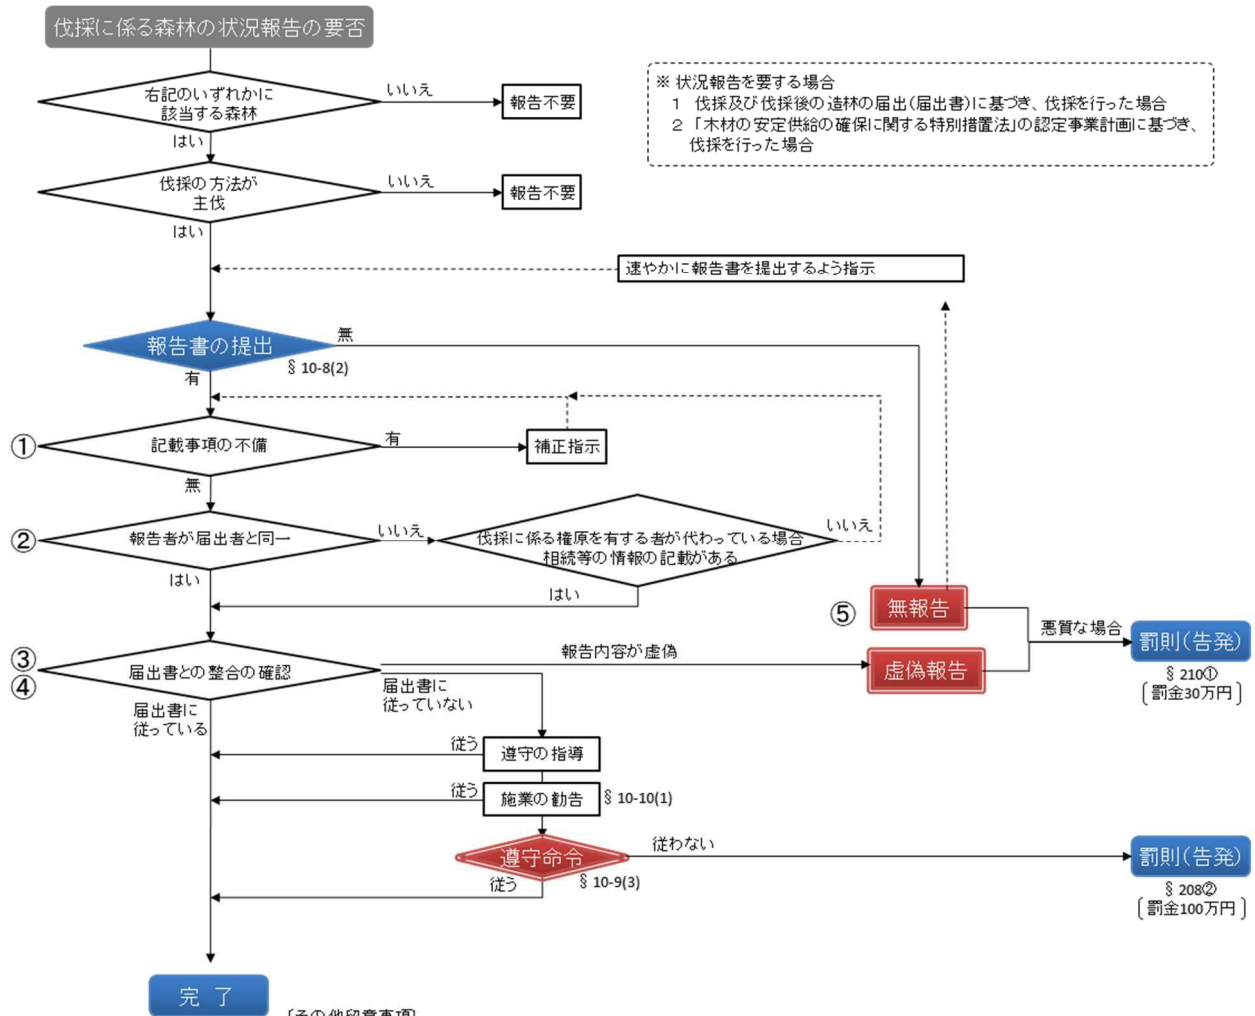 伐採に係る森林の状況報告の要否
右記のいずれかに
該当する森林
いいえ
報告不要
はい
※ 状況報告を要する場合
1 伐採及び伐採後の造林の届出(届出書)に基づき、伐採を行った場合
2 「木材の安定供給の確保に関する特別措置法」の認定事業計画に基づき、
伐採を行った場合
伐採の方法が
主伐
いいえ
報告不要
はい
速やかに報告書を提出するよう指示
報告書の提出
無
§ 10-8(2)
有
①
記載事項の不備
有
補正指示
無
②
報告者が届出者と同一
いいえ
伐採に係る権原を有する者が代わっている場合
相続等の情報の記載がある
いいえ
はい
はい
⑤
無報告
悪質な場合
罰則(告発)
§ 210①
〔罰金30万円〕
③
④
届出書との整合の確認
報告内容が虚偽
虚偽報告
届出書に
従っていない
届出書に
従っている
従う
遵守の指導
従う
施業の勧告
§ 10-10(1)
遵守命令
従わない
罰則(告発)
§ 10-9(3)
従う
§ 208②
〔罰金100万円〕
完 了
〔その他留意事項〕